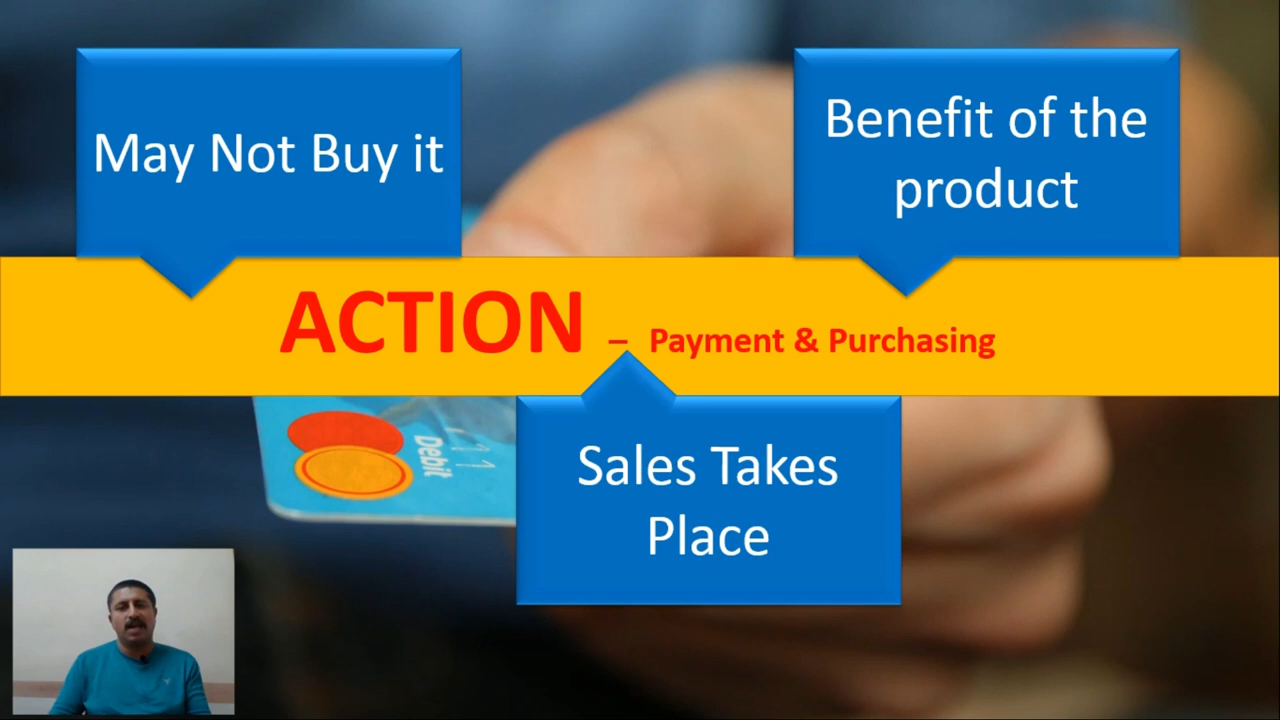 May Not Buy it
Benefit of the
product
ACTION – Payment & Purchasing
Debit
Sales Takes
Place